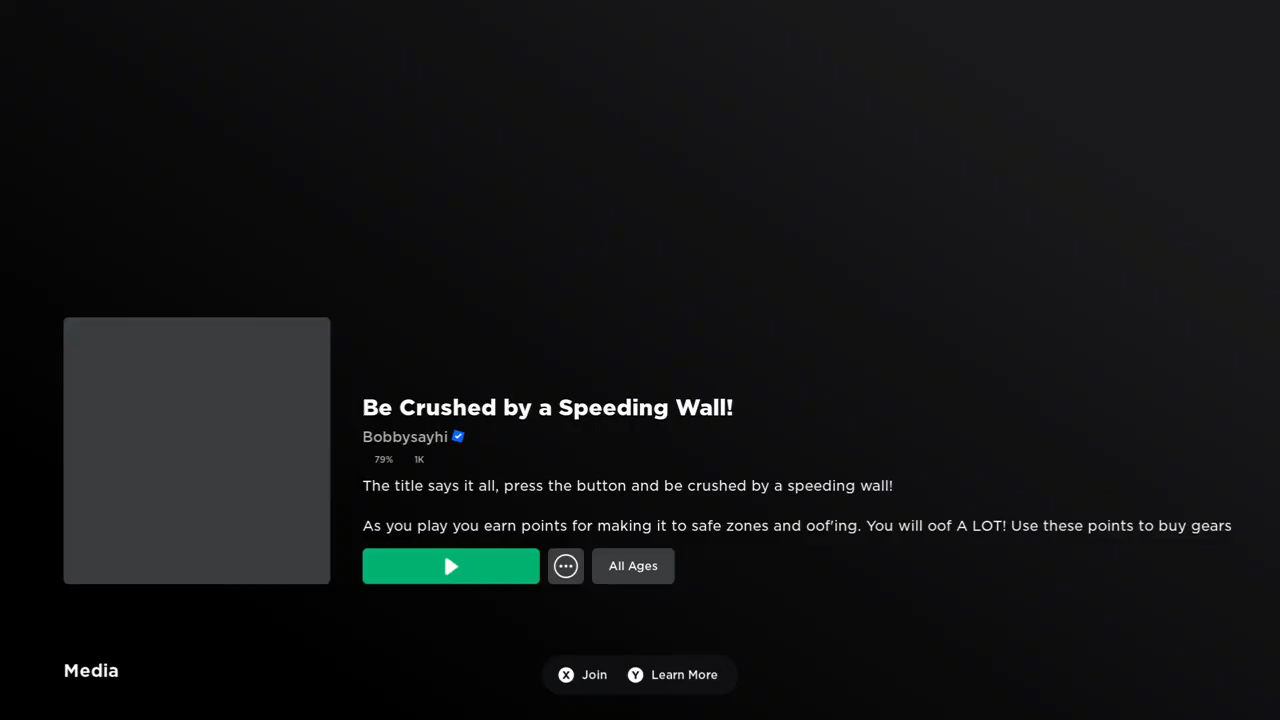 Be Crushed by a Speeding Wall!
Bobbysayhi
79% 1K
The title says it all, press the button and be crushed by a speeding wall!
As you play you earn points for making it to safe zones and oof'ing. You will oof A LOT! Use these points to buy gears
All Ages
Media
X Join Y Learn More